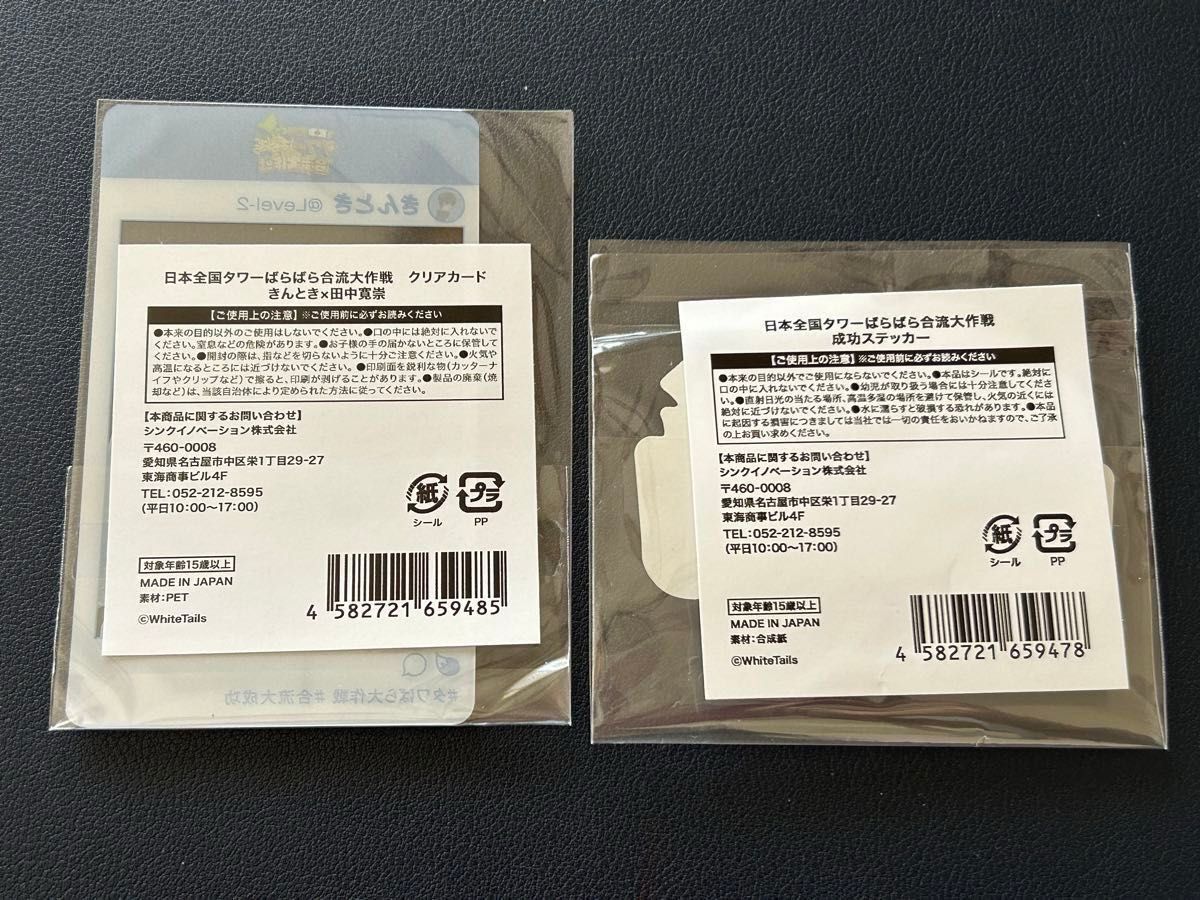 きんとき @Level-2
日本全国タワーばらばら合流大作戦 クリアカード
きんとき×田中寛崇
【ご使用上の注意】※ご使用前に必ずお読みください
●本来の目的以外のご使用はしないでください。●口の中には絶対に入れないで
ください。窒息などの危険があります。●お子様の手の届かないところに保管して
ください。●開封の際は、指などを切らないように十分ご注意ください。●火気や
高温になるところには近づけないでください。●印刷面を鋭利な物(カッターナ
イフやクリップなど)で擦ると、印刷が剥げることがあります。●製品の廃棄(焼
却など)は、当該自治体により定められた方法に従ってください。
【本商品に関するお問い合わせ】
シンクイノベーション株式会社
〒460-0008
愛知県名古屋市中区栄1丁目29-27
東海商事ビル4F
TEL:052-212-8595
(平日10:00〜17:00)
紙
シール
プラ
PP
対象年齢15歳以上
MADE IN JAPAN
素材:PET
©WhiteTails
4 582721 659485
#タワばら大作戦 #合流大成功
日本全国タワーばらばら合流大作戦
成功ステッカー
【ご使用上の注意】※ご使用前に必ずお読みください
●本来の目的以外でご使用にならないでください。●本品はシールです。絶対に
口に入れないでください。●幼児が取り扱う場合には十分注意してくださ
い。●直射日光の当たる場所、高温多湿の場所を避けて保管し、火気の近くには
絶対に近づけないでください。●水に濡らすと破損する恐れがあります。●本品
に起因する損害につきましては当社では一切の責任をおいかねますので、ご了承
の上お買い求めください。
【本商品に関するお問い合わせ】
シンクイノベーション株式会社
〒460-0008
愛知県名古屋市中区栄1丁目29-27
東海商事ビル4F
TEL:052-212-8595
(平日10:00〜17:00)
紙
シール
プラ
PP
対象年齢15歳以上
MADE IN JAPAN
素材:合成紙
©WhiteTails
4 582721 659478